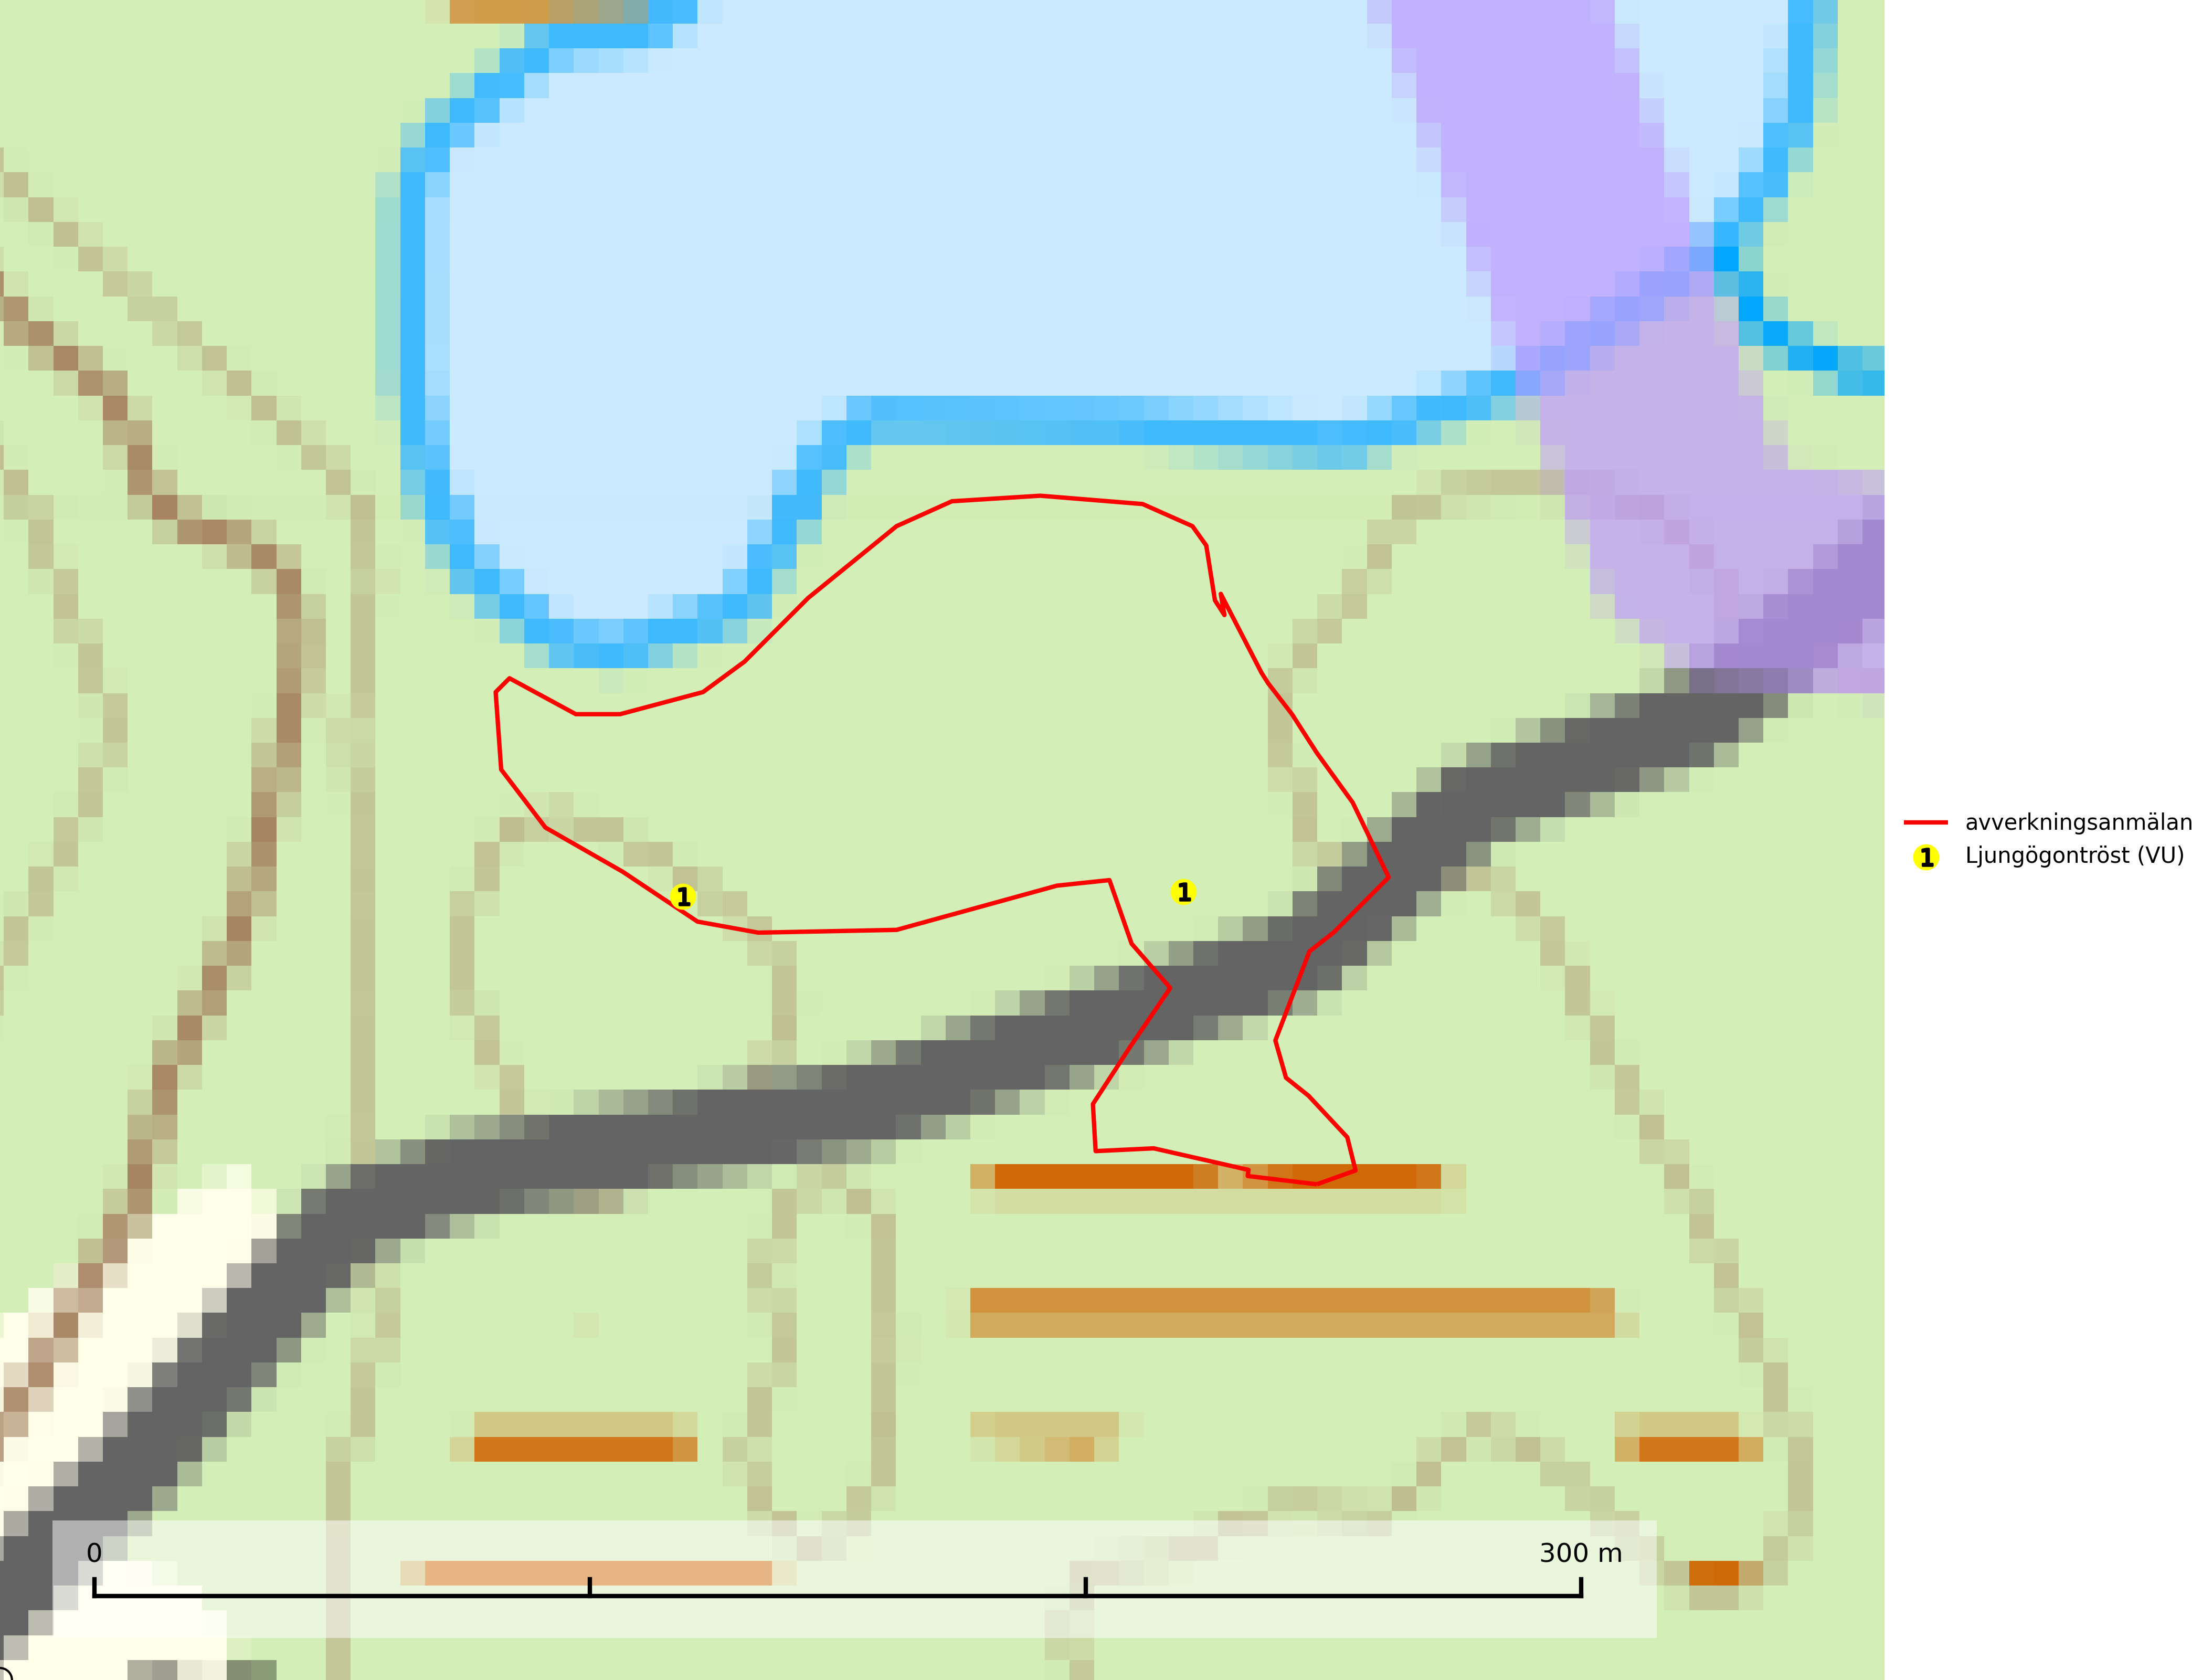 avverkningsanmälan
1 Ljungögontröst (VU)
1
1
0 300 m